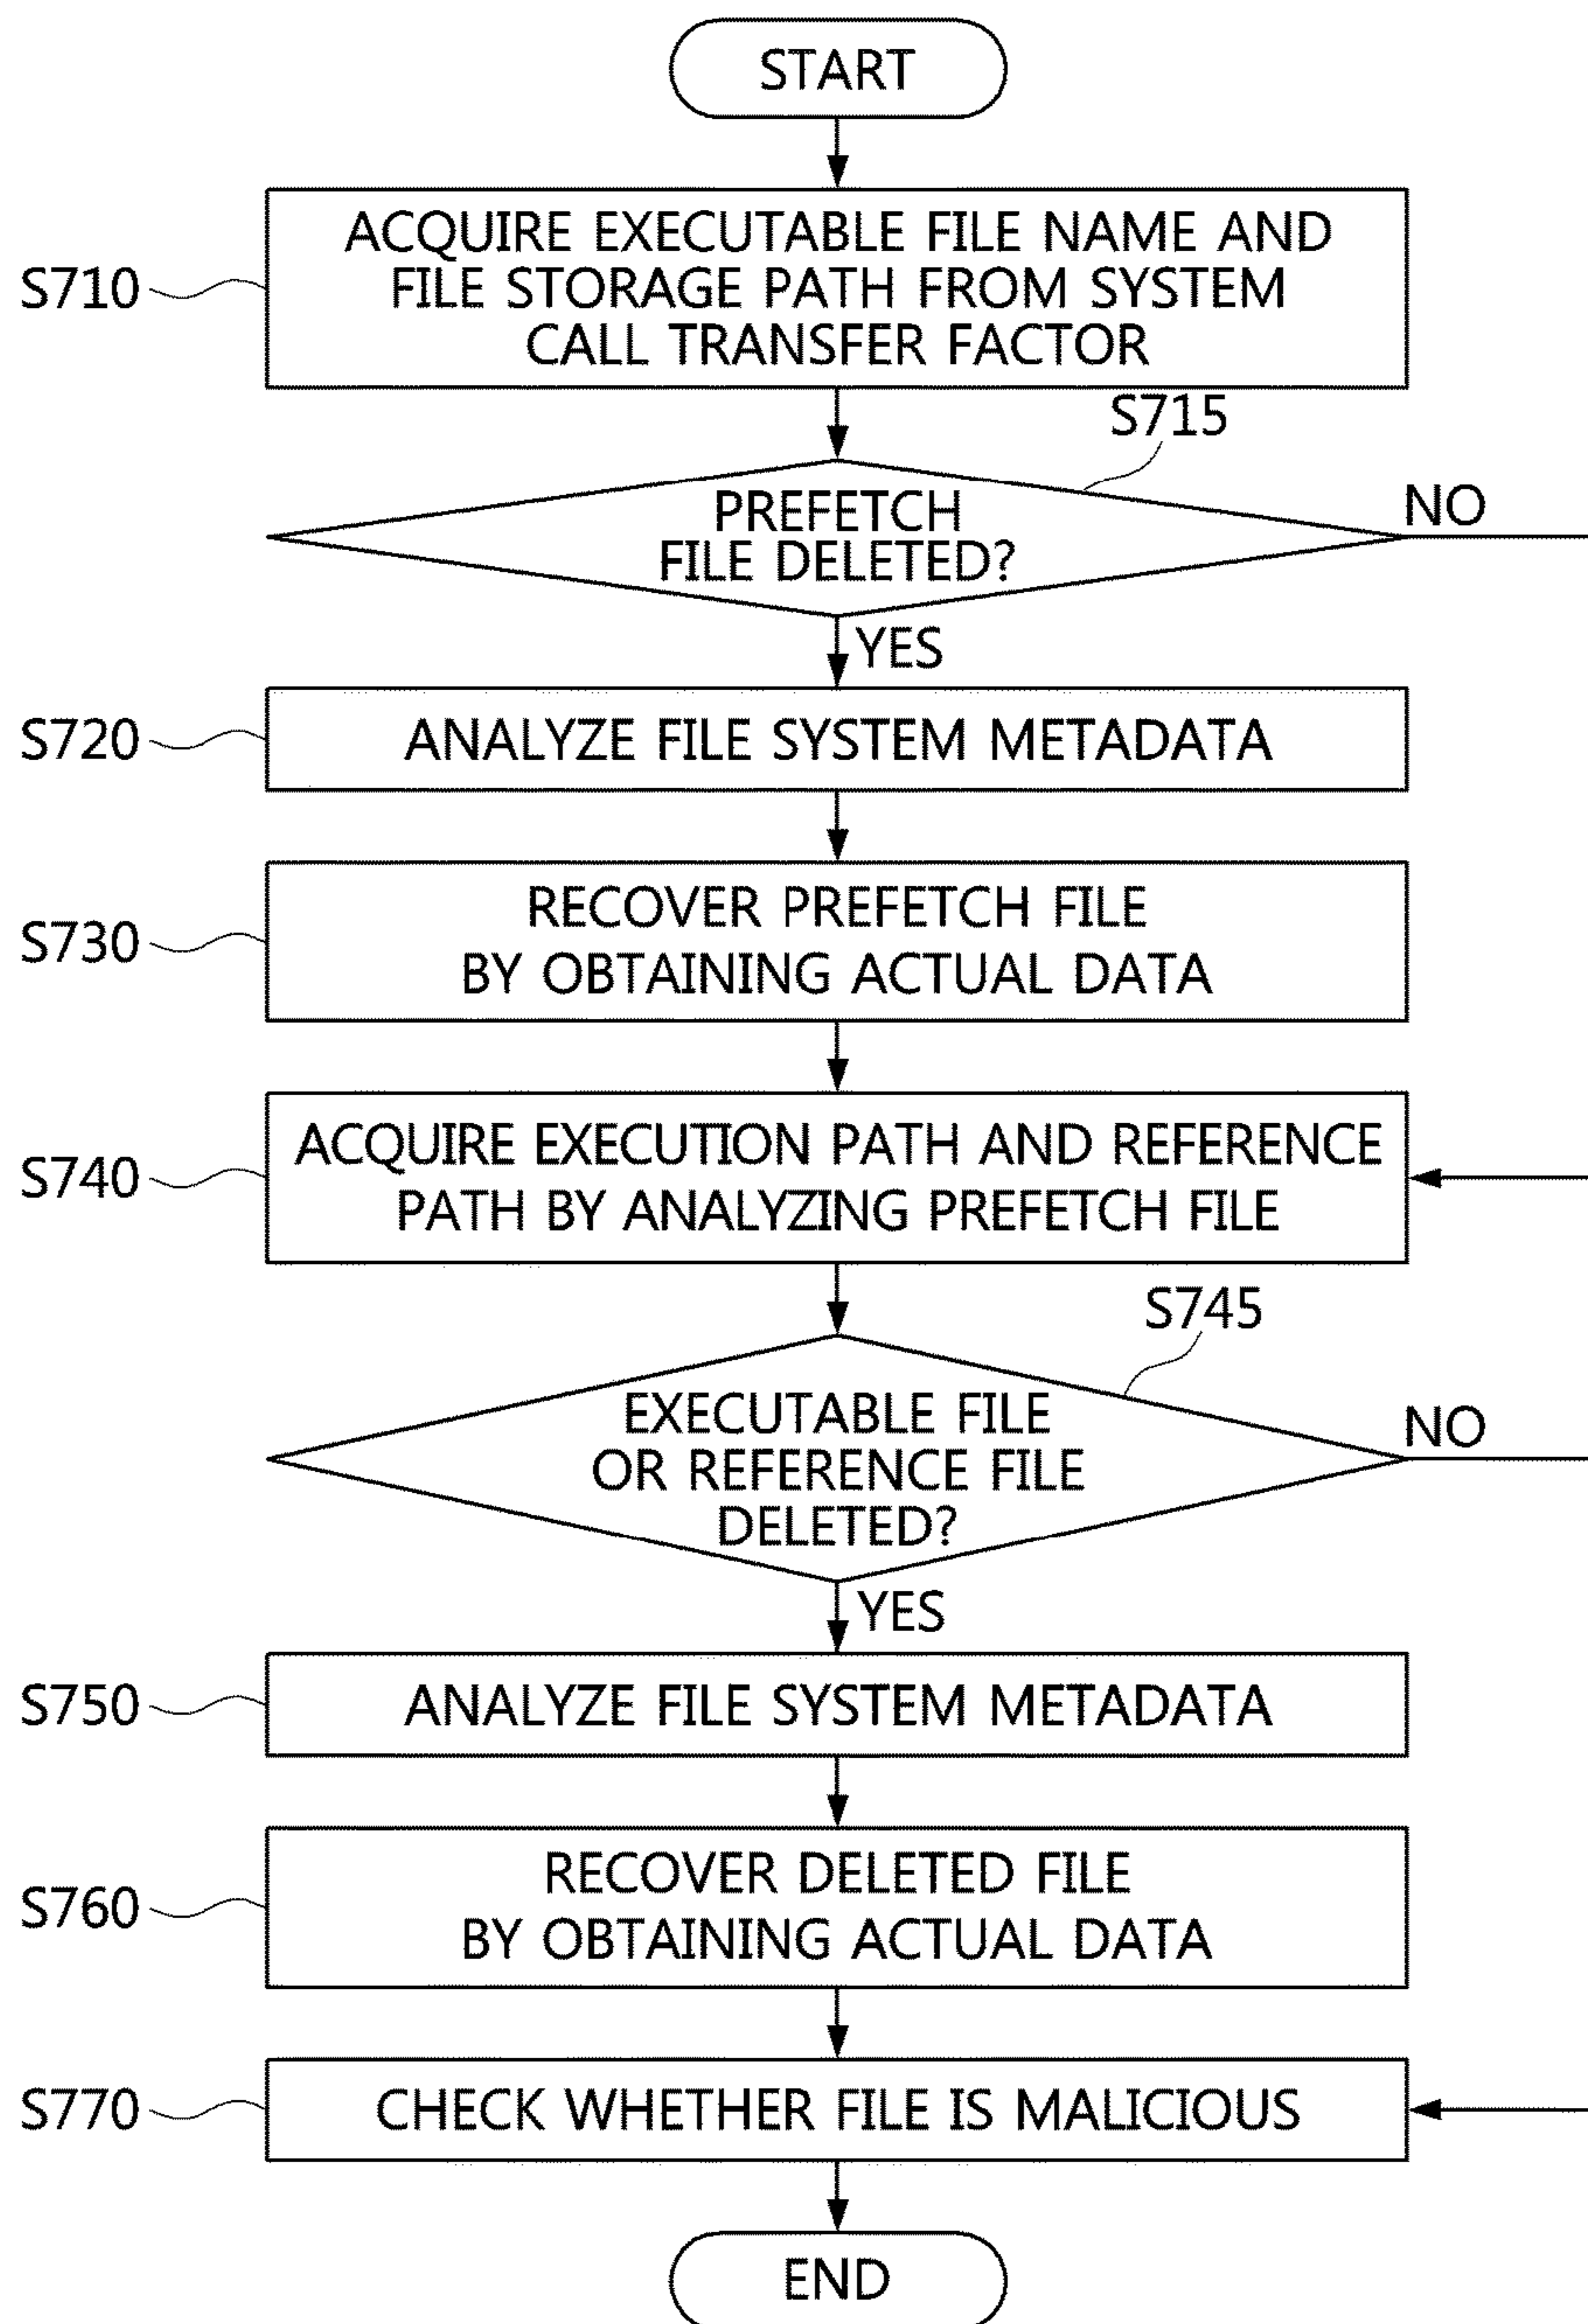 START
ACQUIRE EXECUTABLE FILE NAME AND
FILE STORAGE PATH FROM SYSTEM
CALL TRANSFER FACTOR
S710
S715
PREFETCH
FILE DELETED?
NO
YES
S720
ANALYZE FILE SYSTEM METADATA
S730
RECOVER PREFETCH FILE
BY OBTAINING ACTUAL DATA
S740
ACQUIRE EXECUTION PATH AND REFERENCE
PATH BY ANALYZING PREFETCH FILE
S745
EXECUTABLE FILE
OR REFERENCE FILE
DELETED?
NO
YES
S750
ANALYZE FILE SYSTEM METADATA
S760
RECOVER DELETED FILE
BY OBTAINING ACTUAL DATA
S770
CHECK WHETHER FILE IS MALICIOUS
END